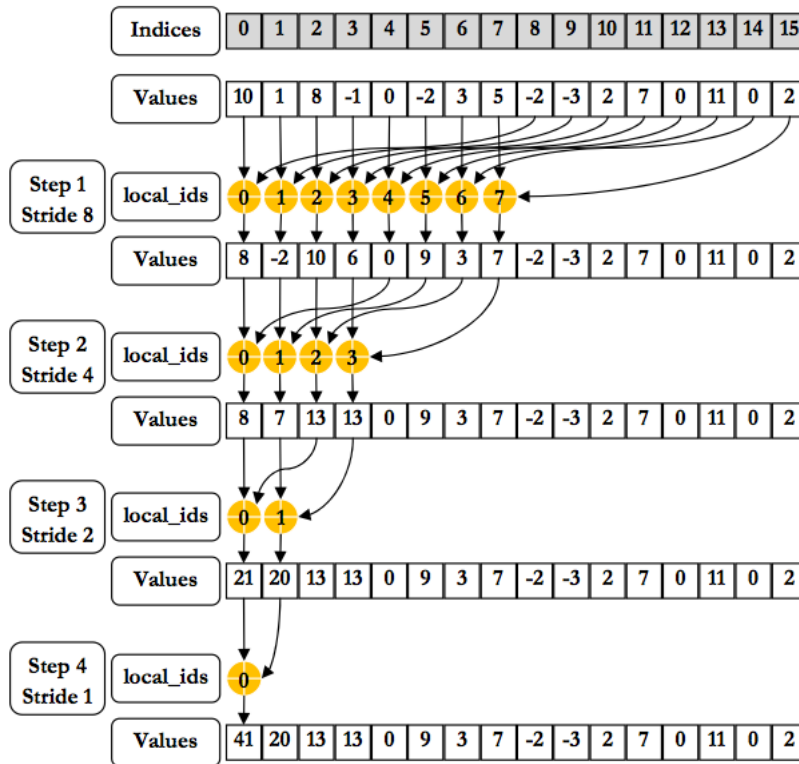 Indices 0 1 2 3 4 5 6 7 8 9 10 11 12 13 14 15
Values 10 1 8 -1 0 -2 3 5 -2 -3 2 7 0 11 0 2
Step 1
Stride 8
local_ids 0 1 2 3 4 5 6 7
Values 8 -2 10 6 0 9 3 7 -2 -3 2 7 0 11 0 2
Step 2
Stride 4
local_ids 0 1 2 3
Values 8 7 13 13 0 9 3 7 -2 -3 2 7 0 11 0 2
Step 3
Stride 2
local_ids 0 1
Values 21 20 13 13 0 9 3 7 -2 -3 2 7 0 11 0 2
Step 4
Stride 1
local_ids 0
Values 41 20 13 13 0 9 3 7 -2 -3 2 7 0 11 0 2